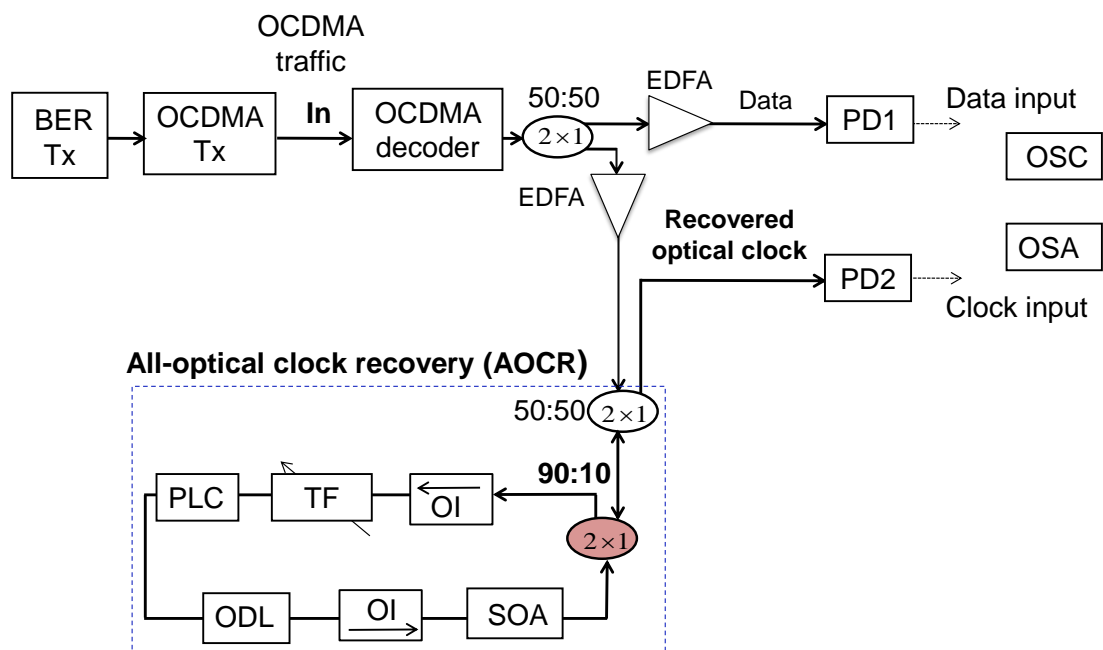 OCDMA
traffic
BER
Tx
OCDMA
Tx
In
OCDMA
decoder
50:50
2×1
EDFA
Data
PD1
Data input
OSC
EDFA
Recovered
optical clock
OSA
PD2
Clock input
All-optical clock recovery (AOCR)
50:50
2×1
90:10
PLC
TF
OI
2×1
ODL
OI
SOA